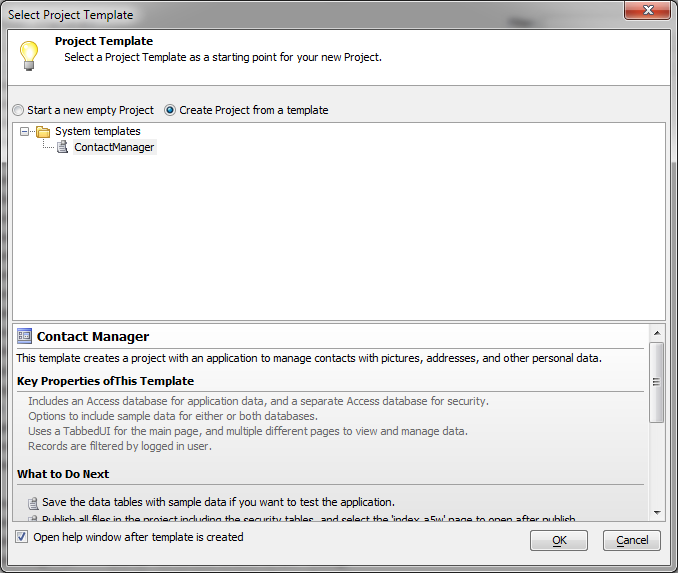 Select Project Template
Project Template
Select a Project Template as a starting point for your new Project.
Start a new empty Project Create Project from a template
System templates
ContactManager
Contact Manager
This template creates a project with an application to manage contacts with pictures, addresses, and other personal data.
Key Properties ofThis Template
Includes an Access database for application data, and a separate Access database for security.
Options to include sample data for either or both databases.
Uses a TabbedUI for the main page, and multiple different pages to view and manage data.
Records are filtered by logged in user.
What to Do Next
Save the data tables with sample data if you want to test the application.
Publish all files in the project including the security tables, and select the 'index.a5w' page to open after publish.
Open help window after template is created
OK Cancel